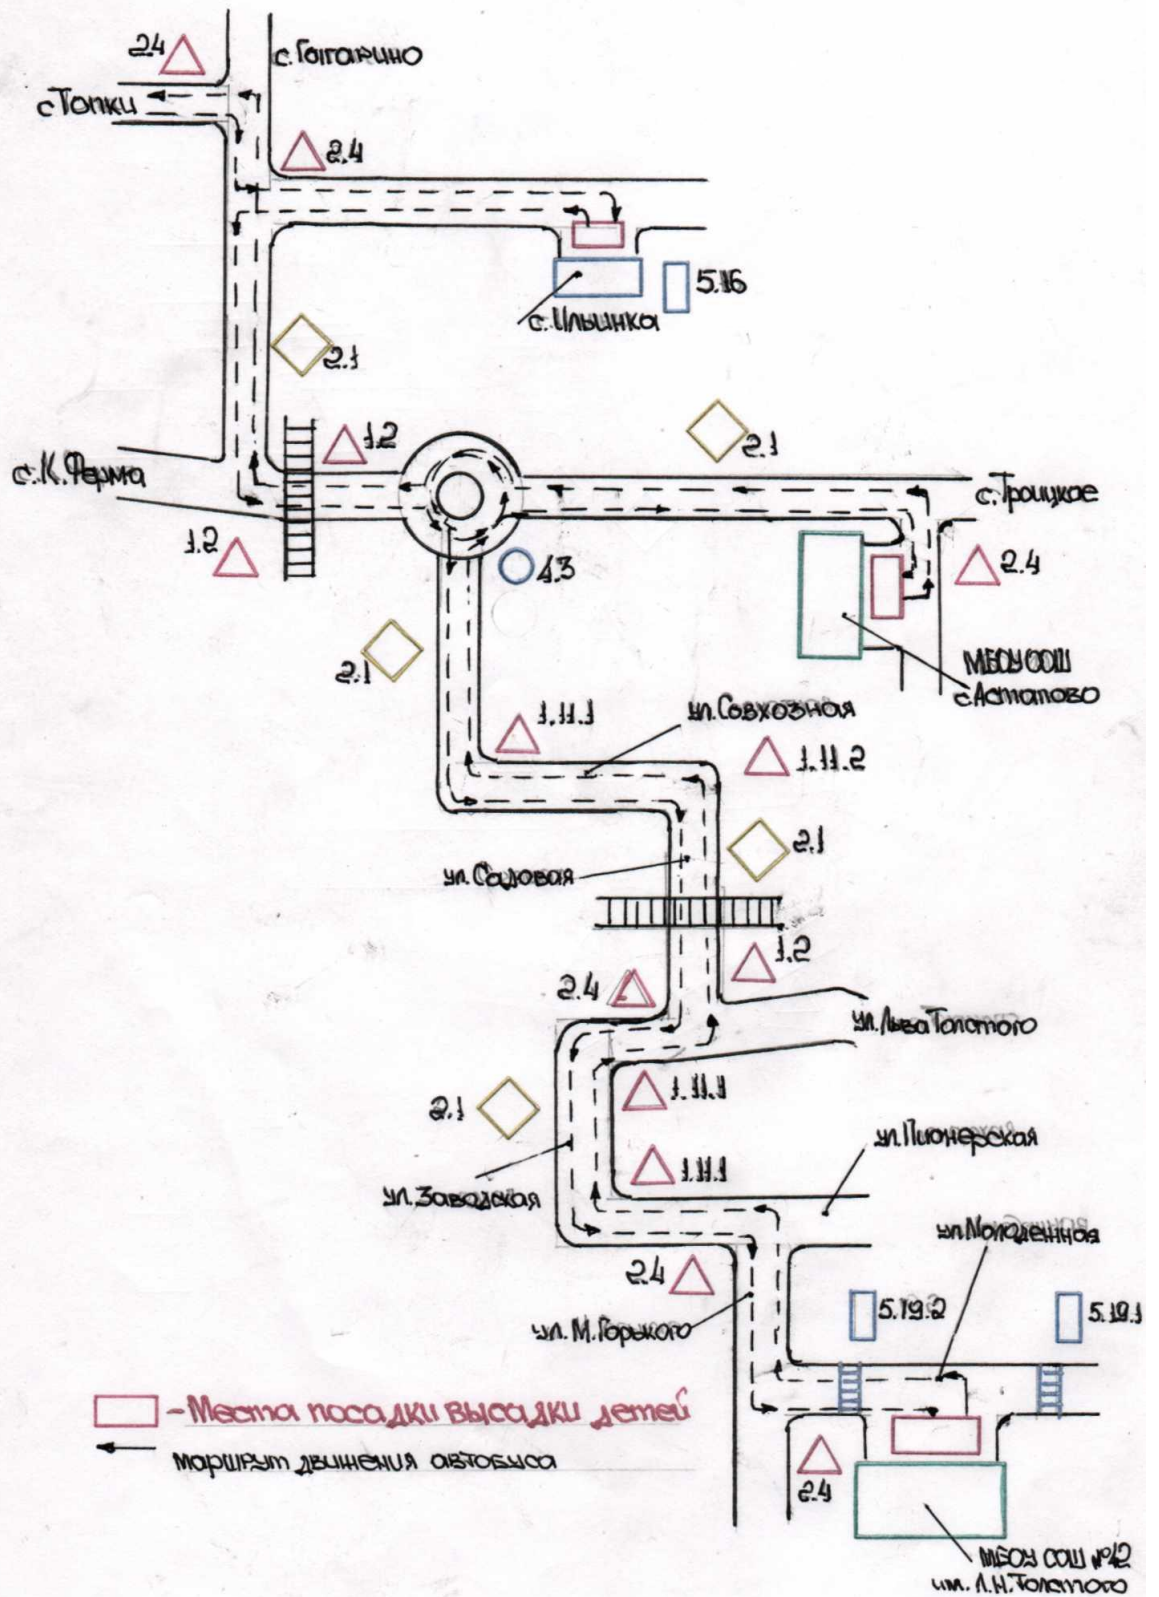 2.4
с. Гагарино
с. Топки
2.4
5.16
с. Ильинка
2.1
1.2
2.1
с. К. Ферма
с. Троицкое
1.2
4.3
2.4
2.1
МБОУ СОШ
с. Астапово
1.11.1
ул. Совхозная
1.11.2
2.1
ул. Садовая
1.2
2.4
ул. Льва Толстого
1.11.1
2.1
ул. Пионерская
1.11.1
ул. Заводская
ул. Молодежная
2.4
5.19.2
5.19.1
ул. М. Горького
- Места посадки высадки детей
маршрут движения автобуса
2.4
МБОУ СОШ №12
им. Л.Н. Толстого